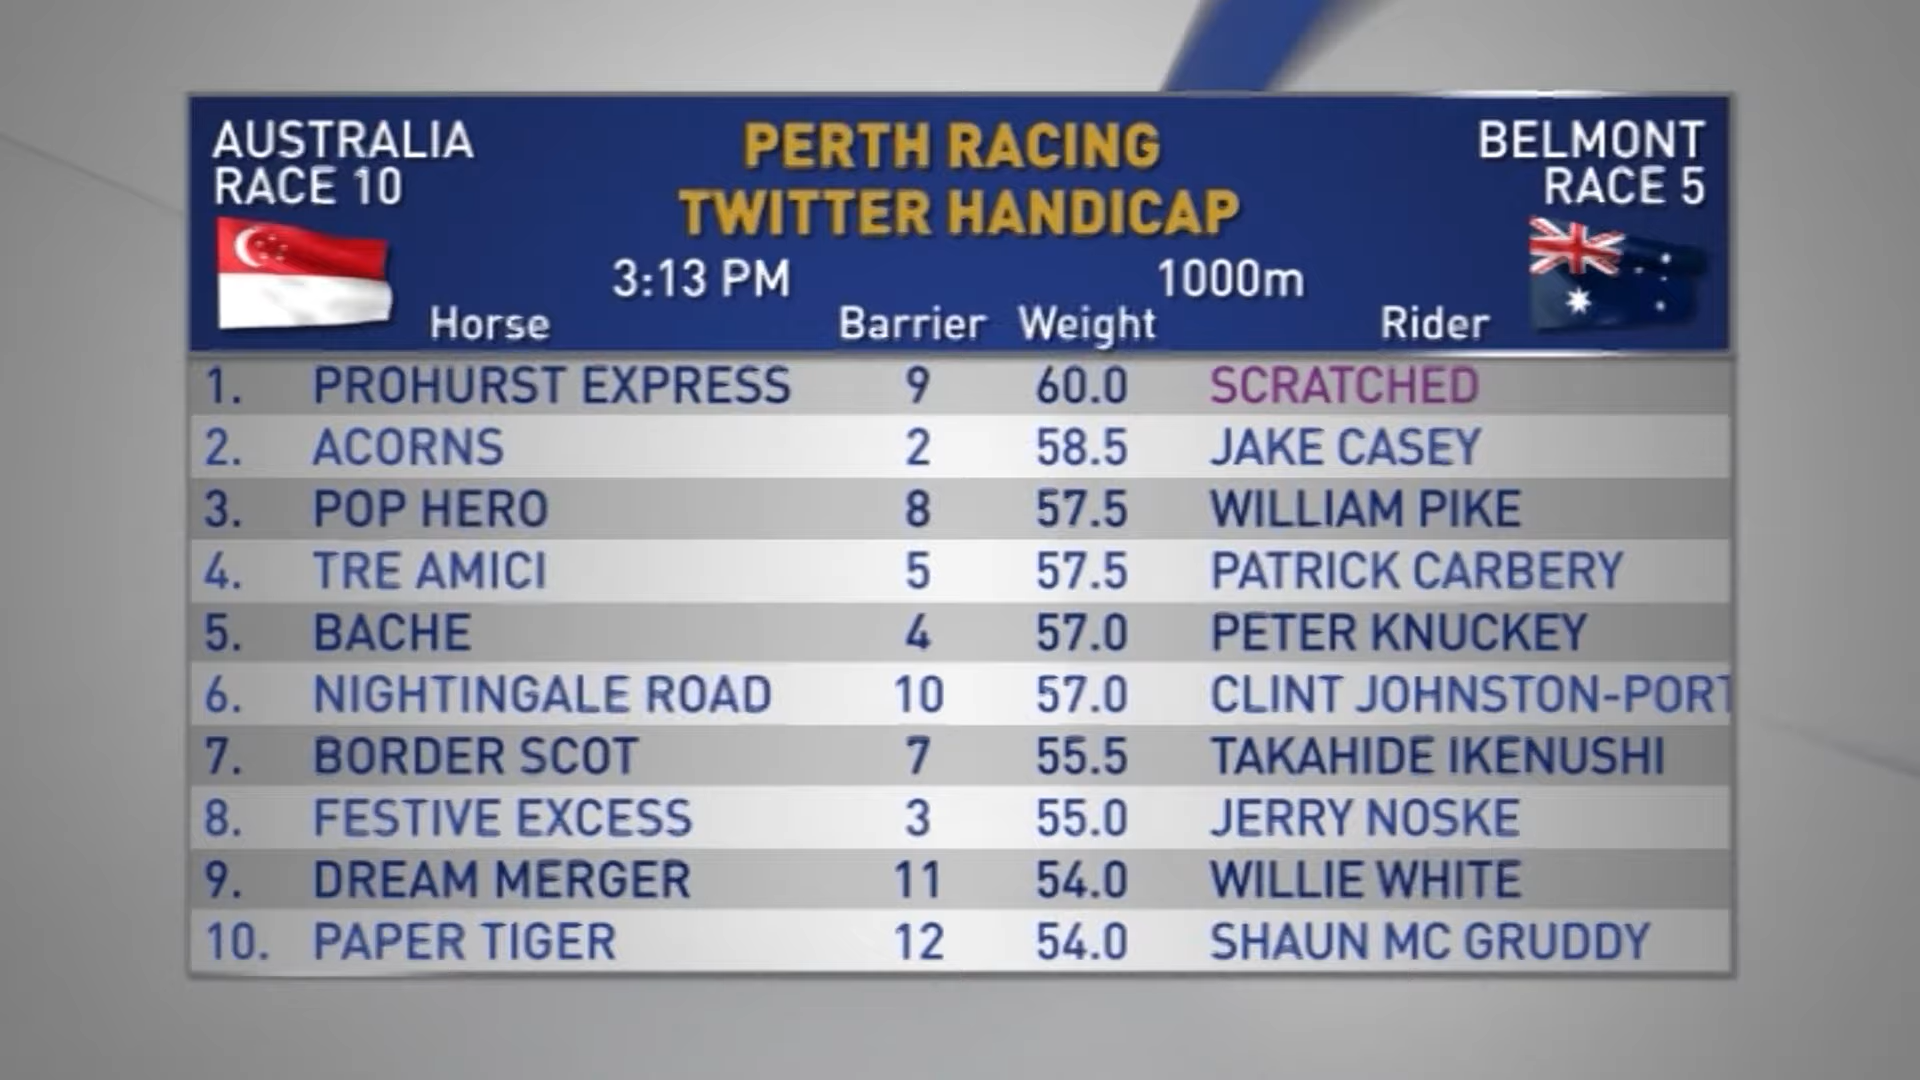 AUSTRALIA
RACE 10
PERTH RACING
TWITTER HANDICAP
BELMONT
RACE 5
3:13 PM 1000m
Horse Barrier Weight Rider
1. PROHURST EXPRESS 9 60.0 SCRATCHED
2. ACORNS 2 58.5 JAKE CASEY
3. POP HERO 8 57.5 WILLIAM PIKE
4. TRE AMICI 5 57.5 PATRICK CARBERY
5. BACHE 4 57.0 PETER KNUCKEY
6. NIGHTINGALE ROAD 10 57.0 CLINT JOHNSTON-PORT
7. BORDER SCOT 7 55.5 TAKAHIDE IKENUSHI
8. FESTIVE EXCESS 3 55.0 JERRY NOSKE
9. DREAM MERGER 11 54.0 WILLIE WHITE
10. PAPER TIGER 12 54.0 SHAUN MC GRUDDY